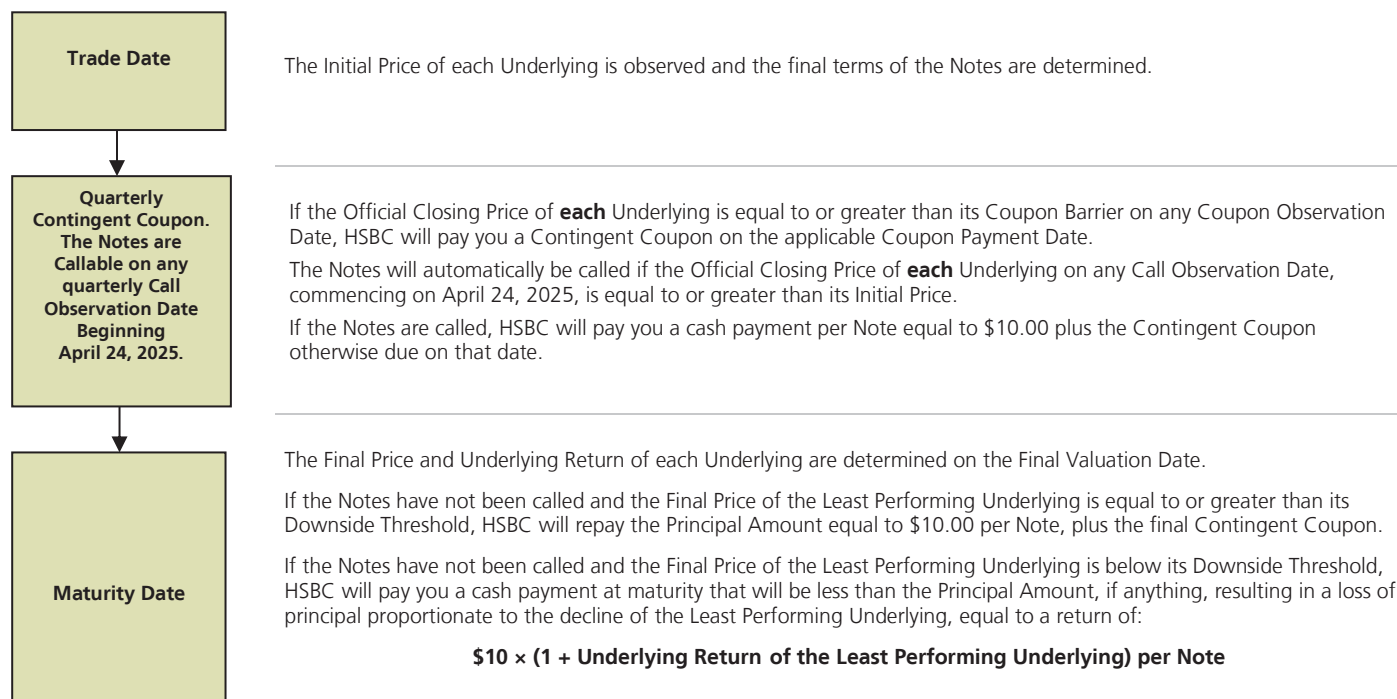 Trade Date
The Initial Price of each Underlying is observed and the final terms of the Notes are determined.
Quarterly
Contingent Coupon.
The Notes are
Callable on any
quarterly Call
Observation Date
Beginning
April 24, 2025.
If the Official Closing Price of each Underlying is equal to or greater than its Coupon Barrier on any Coupon Observation
Date, HSBC will pay you a Contingent Coupon on the applicable Coupon Payment Date.
The Notes will automatically be called if the Official Closing Price of each Underlying on any Call Observation Date,
commencing on April 24, 2025, is equal to or greater than its Initial Price.
If the Notes are called, HSBC will pay you a cash payment per Note equal to $10.00 plus the Contingent Coupon
otherwise due on that date.
Maturity Date
The Final Price and Underlying Return of each Underlying are determined on the Final Valuation Date.
If the Notes have not been called and the Final Price of the Least Performing Underlying is equal to or greater than its
Downside Threshold, HSBC will repay the Principal Amount equal to $10.00 per Note, plus the final Contingent Coupon.
If the Notes have not been called and the Final Price of the Least Performing Underlying is below its Downside Threshold,
HSBC will pay you a cash payment at maturity that will be less than the Principal Amount, if anything, resulting in a loss of
principal proportionate to the decline of the Least Performing Underlying, equal to a return of:
$10 × (1 + Underlying Return of the Least Performing Underlying) per Note